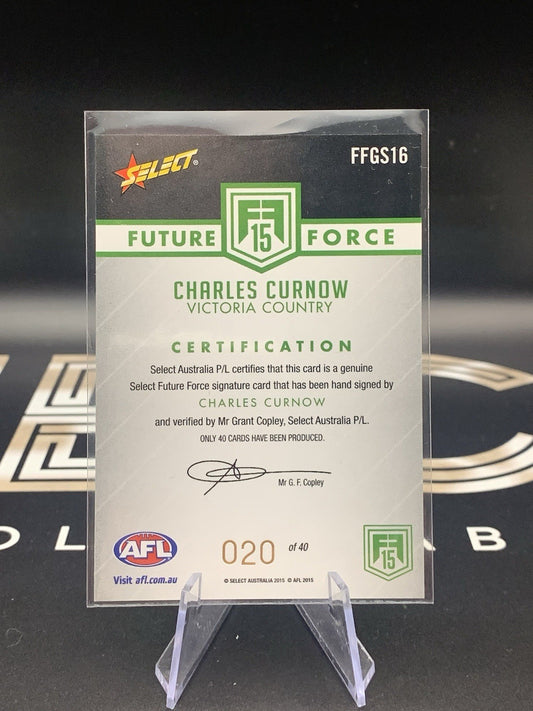 SELECT®
FFGS16
FUTURE FF 15 FORCE
CHARLES CURNOW
VICTORIA COUNTRY
CERTIFICATION
Select Australia P/L certifies that this card is a genuine
Select Future Force signature card that has been hand signed by
CHARLES CURNOW
and verified by Mr Grant Copley, Select Australia P/L.
ONLY 40 CARDS HAVE BEEN PRODUCED.
Mr G. F. Copley
AFL
020 of 40
FF 15
Visit afl.com.au
© SELECT AUSTRALIA 2015 © AFL 2015